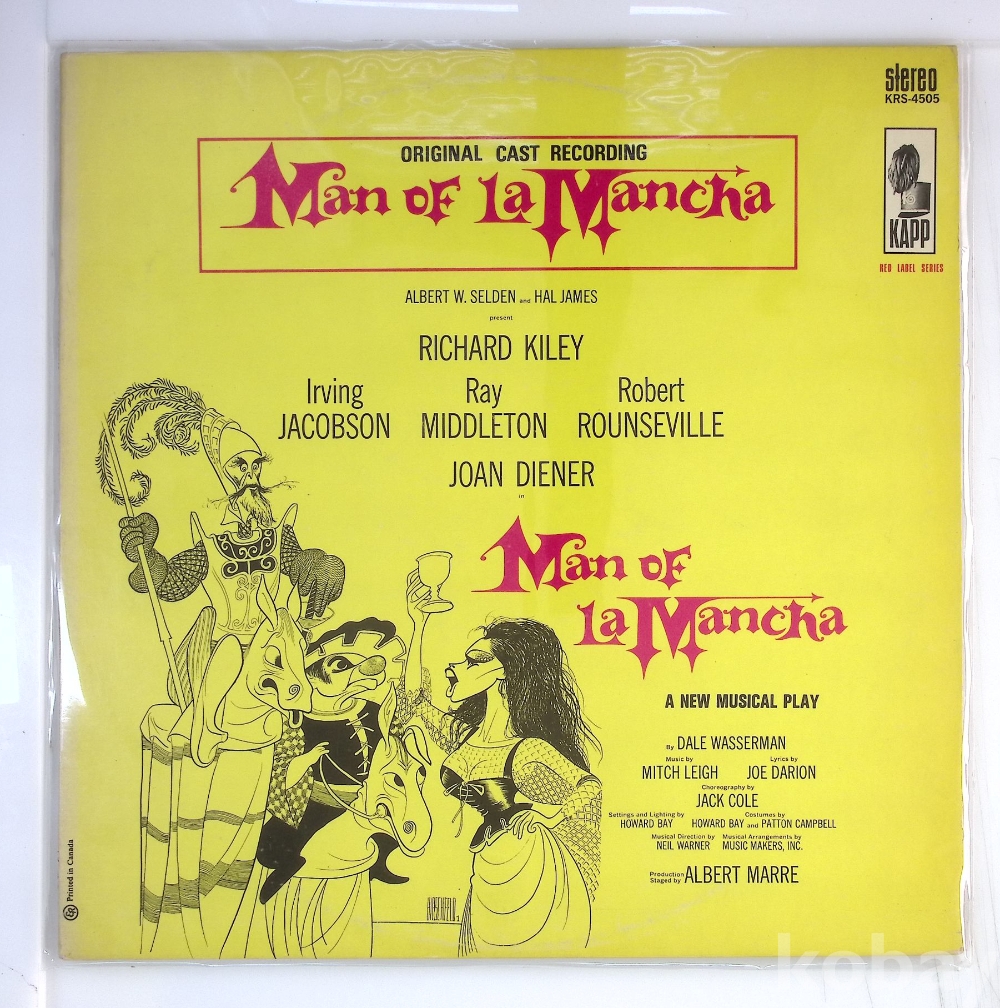 stereo
KRS-4505
ORIGINAL CAST RECORDING
Man of La Mancha
KAPP
RED LABEL SERIES
ALBERT W. SELDEN and HAL JAMES
present
RICHARD KILEY
Irving Ray Robert
JACOBSON MIDDLETON ROUNSEVILLE
JOAN DIENER
in
Man of
La Mancha
A NEW MUSICAL PLAY
By DALE WASSERMAN
Music by Lyrics by
MITCH LEIGH JOE DARION
Choreography by
JACK COLE
Settings and Lighting by Costumes by
HOWARD BAY HOWARD BAY and PATTON CAMPBELL
Musical Direction by Musical Arrangements by
NEIL WARNER MUSIC MAKERS, INC.
Production
Staged by ALBERT MARRE
HIRSCHFELD 3
Printed in Canada
koba